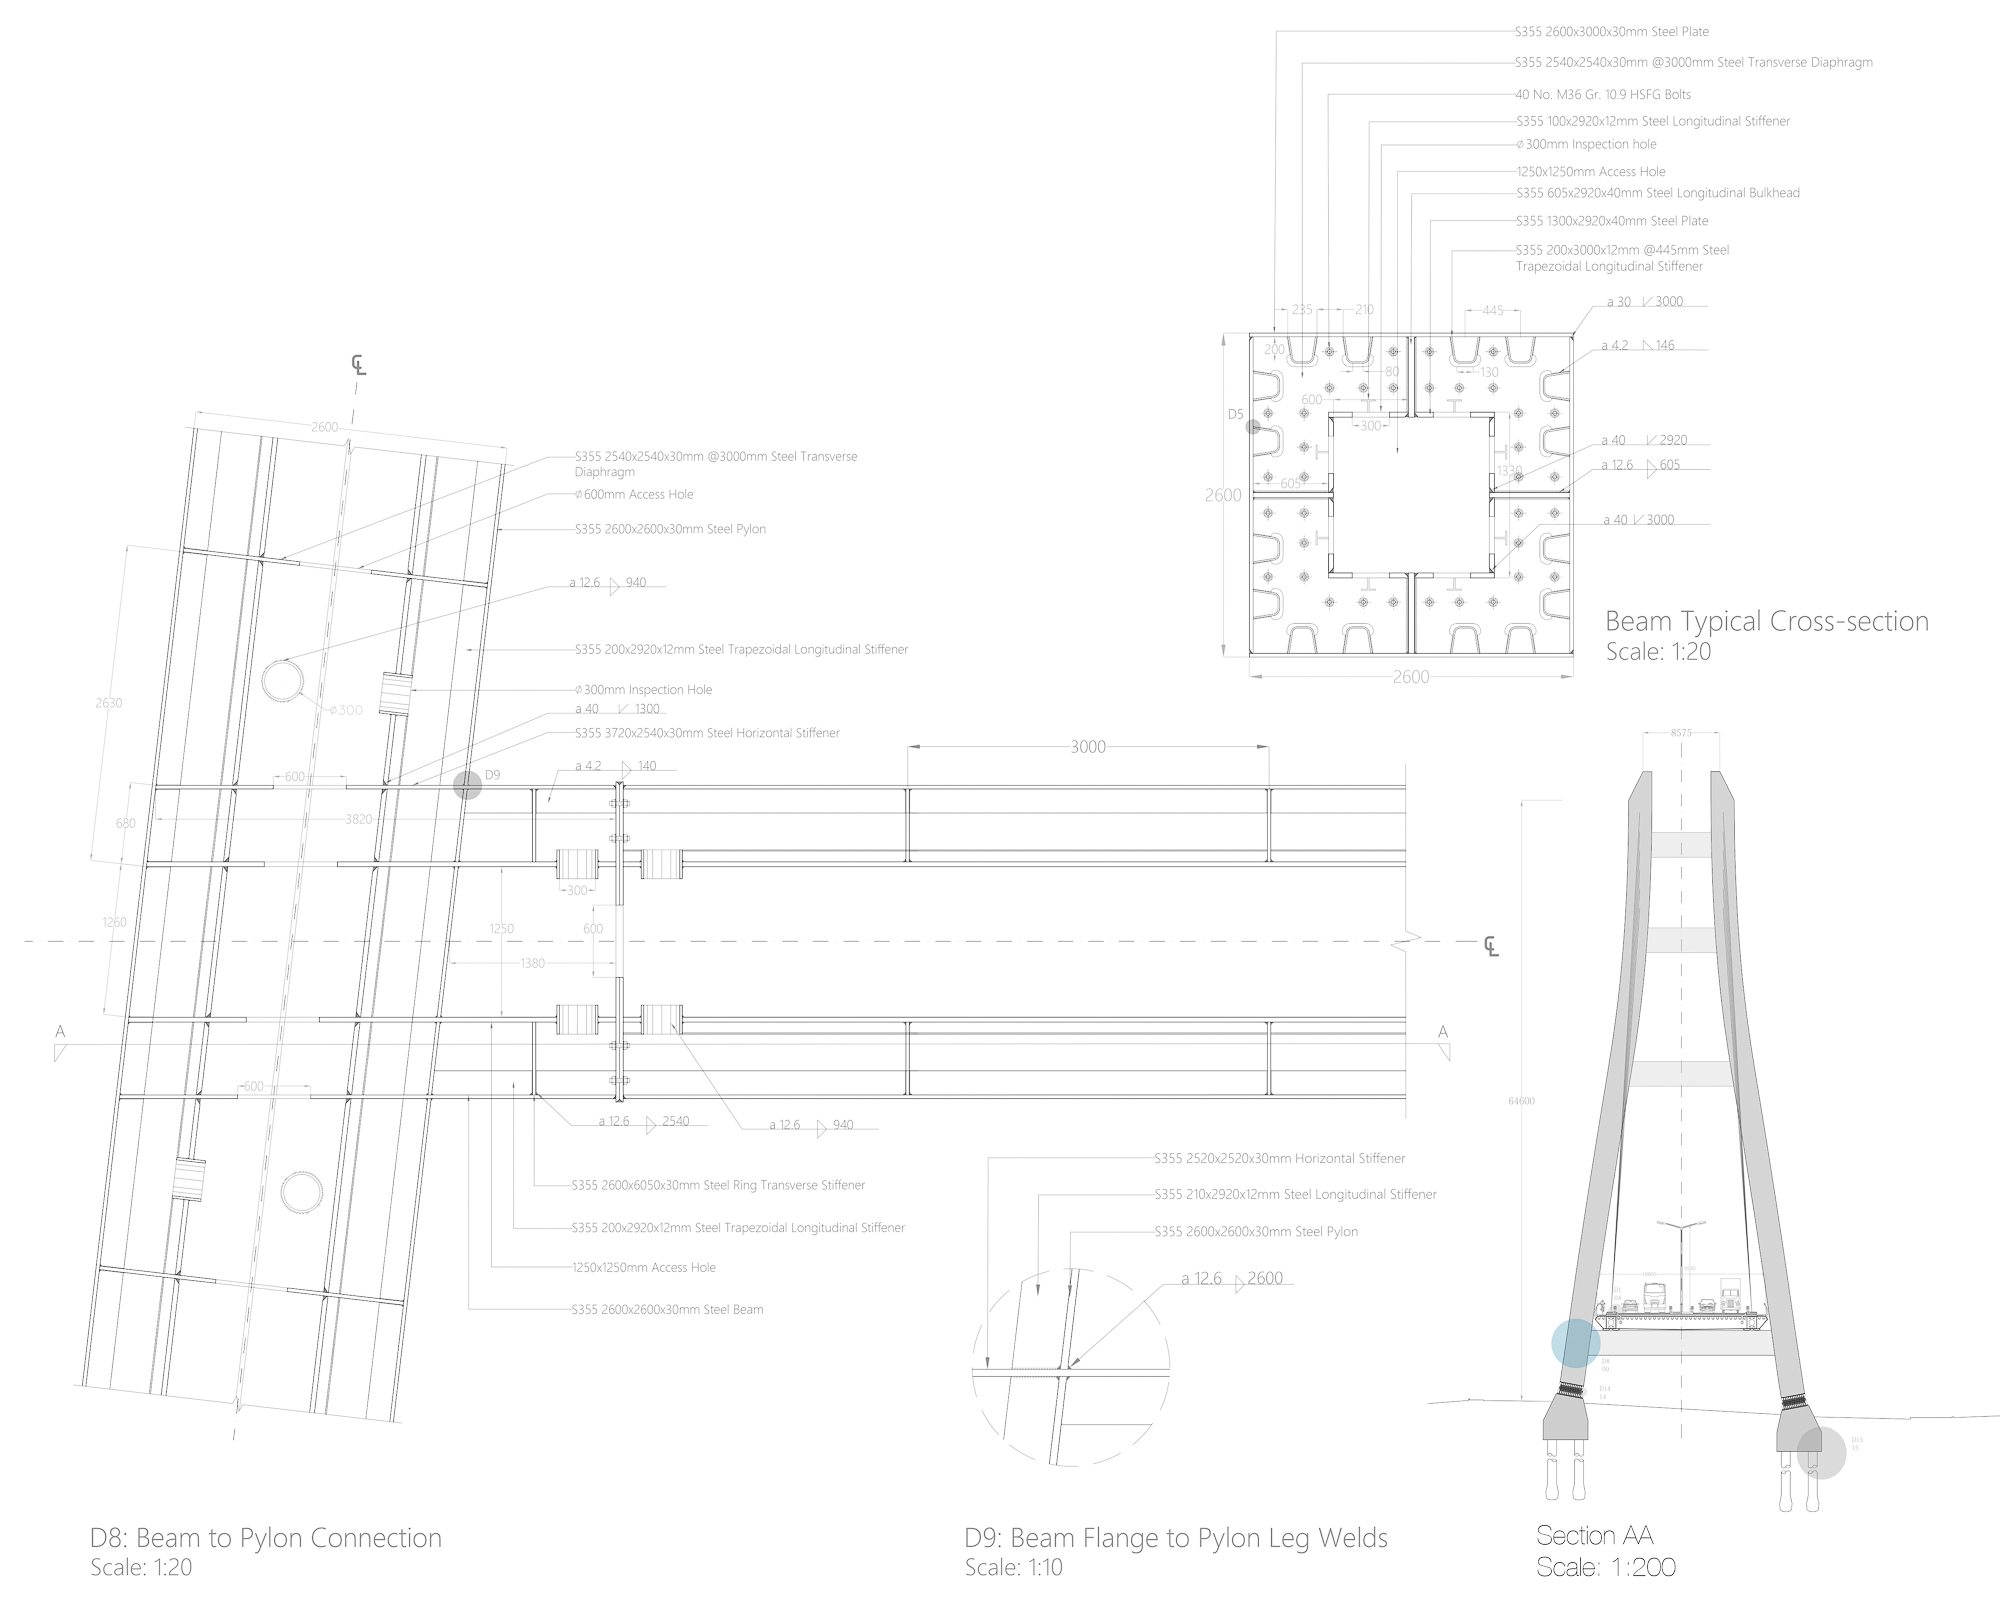 S355 2600x3000x30mm Steel Plate
S355 2540x2540x30mm @3000mm Steel Transverse Diaphragm
40 No. M36 Gr. 10.9 HSFG Bolts
S355 100x2920x12mm Steel Longitudinal Stiffener
⌀300mm Inspection hole
1250x1250mm Access Hole
S355 605x2920x40mm Steel Longitudinal Bulkhead
S355 1300x2920x40mm Steel Plate
S355 200x3000x12mm @445mm Steel
Trapezoidal Longitudinal Stiffener
a 30 3000
235
210
445
a 4.2 146
200
80
130
600
D5
300
a 40 2920
a 12.6 605
1330
605
2600
a 40 3000
2600
Beam Typical Cross-section
Scale: 1:20
CL
2600
S355 2540x2540x30mm @3000mm Steel Transverse
Diaphragm
⌀600mm Access Hole
S355 2600x2600x30mm Steel Pylon
a 12.6 940
S355 200x2920x12mm Steel Trapezoidal Longitudinal Stiffener
⌀300mm Inspection Hole
⌀300
a 40 1300
2630
S355 3720x2540x30mm Steel Horizontal Stiffener
a 4.2 140
D9
600
3000
680
3820
300
1260
1250
600
1380
CL
A
A
600
a 12.6 2540
a 12.6 940
S355 2600x6050x30mm Steel Ring Transverse Stiffener
S355 200x2920x12mm Steel Trapezoidal Longitudinal Stiffener
1250x1250mm Access Hole
S355 2600x2600x30mm Steel Beam
S355 2520x2520x30mm Horizontal Stiffener
S355 210x2920x12mm Steel Longitudinal Stiffener
S355 2600x2600x30mm Steel Pylon
a 12.6 2600
8575
64600
D8
D14
14
D15
15
D8: Beam to Pylon Connection
Scale: 1:20
D9: Beam Flange to Pylon Leg Welds
Scale: 1:10
Section AA
Scale: 1:200